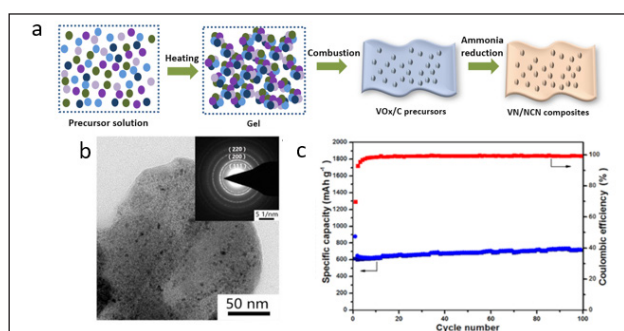 a
Heating
Combustion
Ammonia
reduction
Precursor solution
Gel
VOx/C precursors
VN/NCN composites
b
( 220 )
( 200 )
5 1/nm
50 nm
c
Specific capacity (mAh g⁻¹)
2000
1800
1600
1400
1200
1000
800
600
400
200
0
100
80
60
40
20
0
Coulombic efficiency (%)
0 20 40 60 80 100
Cycle number